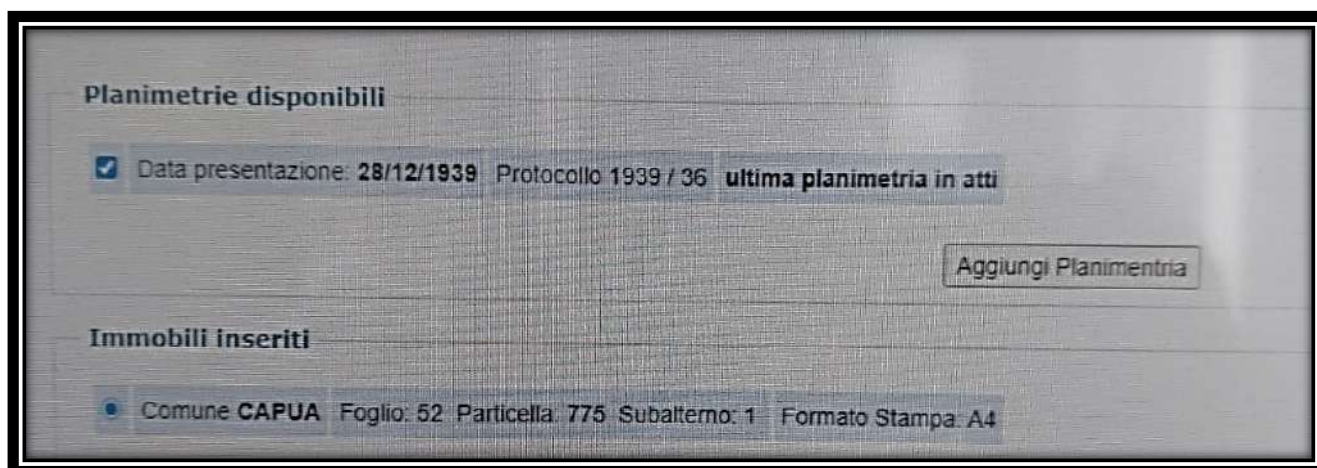 Planimetrie disponibili
Data presentazione: 28/12/1939 Protocollo 1939 / 36 ultima planimetria in atti
Aggiungi Planimentria
Immobili inseriti
Comune CAPUA Foglio: 52 Particella: 775 Subalterno: 1 Formato Stampa: A4